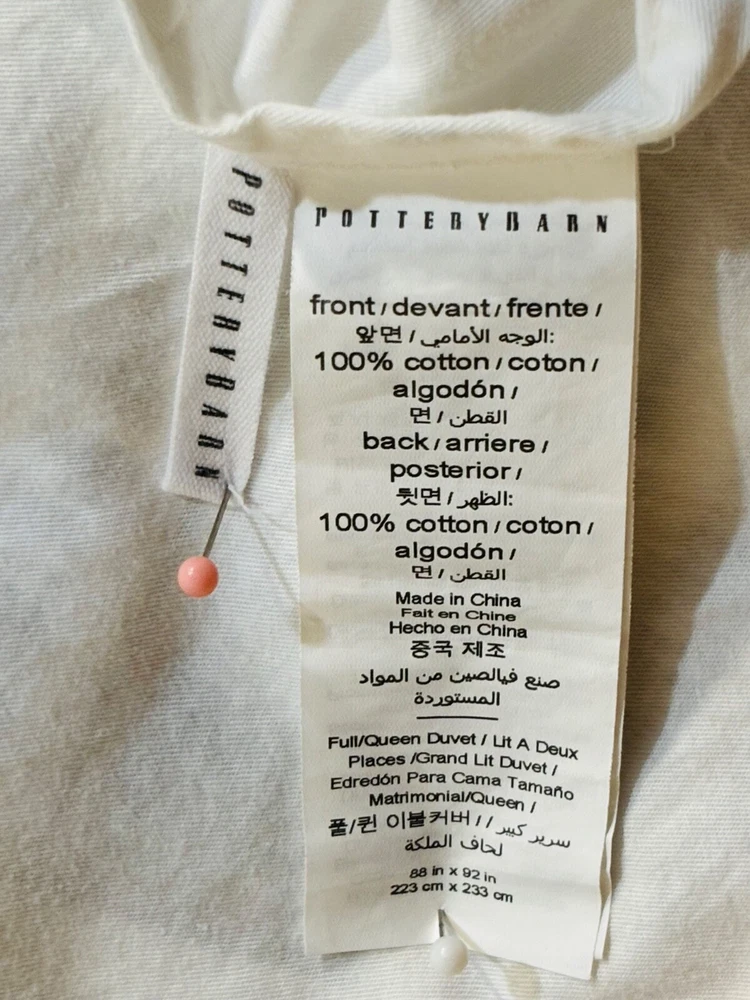 POTTERYBARN
POTTERYBARN
front / devant / frente /
앞면 / الوجه الأمامي:
100% cotton / coton /
algodón /
면 / القطن
back / arriere /
posterior /
뒷면 / الظهر:
100% cotton / coton /
algodón /
면 / القطن
Made in China
Fait en Chine
Hecho en China
중국 제조
صنع فيالصين من المواد
المستوردة
Full/Queen Duvet / Lit A Deux
Places /Grand Lit Duvet /
Edredón Para Cama Tamaño
Matrimonial/Queen /
풀/퀸 이불커버 / / سرير كبير
لحاف الملكة
88 in x 92 in
223 cm x 233 cm